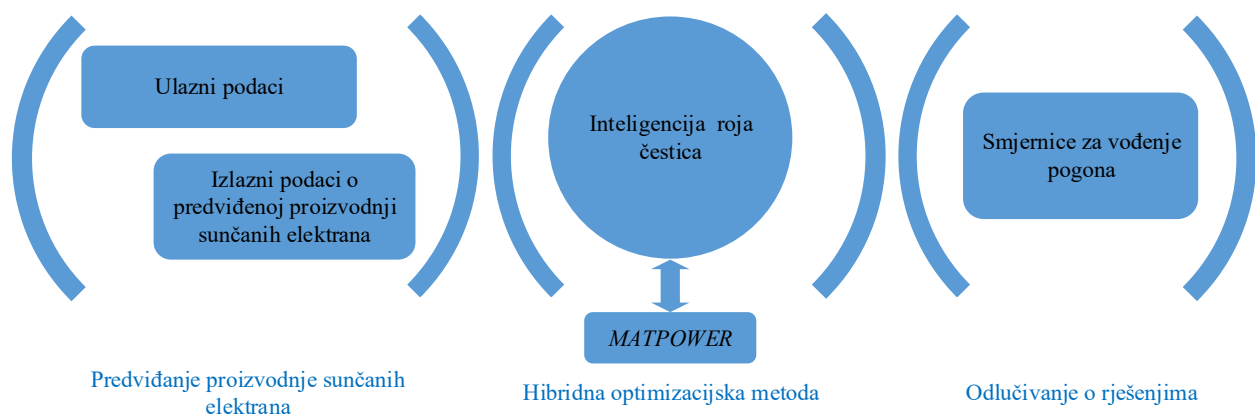 Ulazni podaci
Izlazni podaci o
predviđenoj proizvodnji
sunčanih elektrana
Predviđanje proizvodnje sunčanih
elektrana
Inteligencija roja
čestica
MATPOWER
Hibridna optimizacijska metoda
Smjernice za vođenje
pogona
Odlučivanje o rješenjima